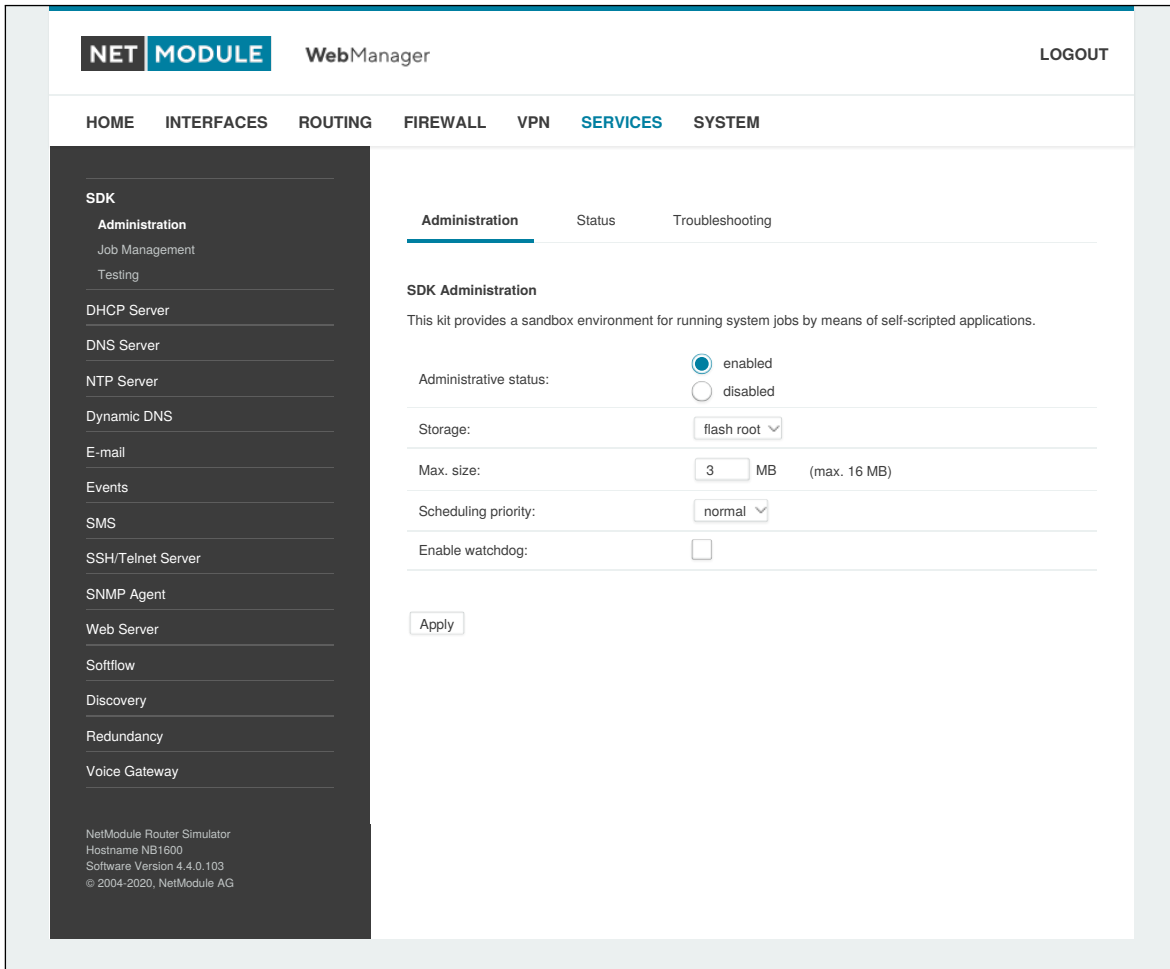 NET MODULE WebManager LOGOUT
HOME INTERFACES ROUTING FIREWALL VPN SERVICES SYSTEM
SDK
Administration
Job Management
Testing
DHCP Server
DNS Server
NTP Server
Dynamic DNS
E-mail
Events
SMS
SSH/Telnet Server
SNMP Agent
Web Server
Softflow
Discovery
Redundancy
Voice Gateway
NetModule Router Simulator
Hostname NB1600
Software Version 4.4.0.103
© 2004-2020, NetModule AG
Administration Status Troubleshooting
SDK Administration
This kit provides a sandbox environment for running system jobs by means of self-scripted applications.
Administrative status:
enabled
disabled
Storage: flash root
Max. size: 3 MB (max. 16 MB)
Scheduling priority: normal
Enable watchdog:
Apply